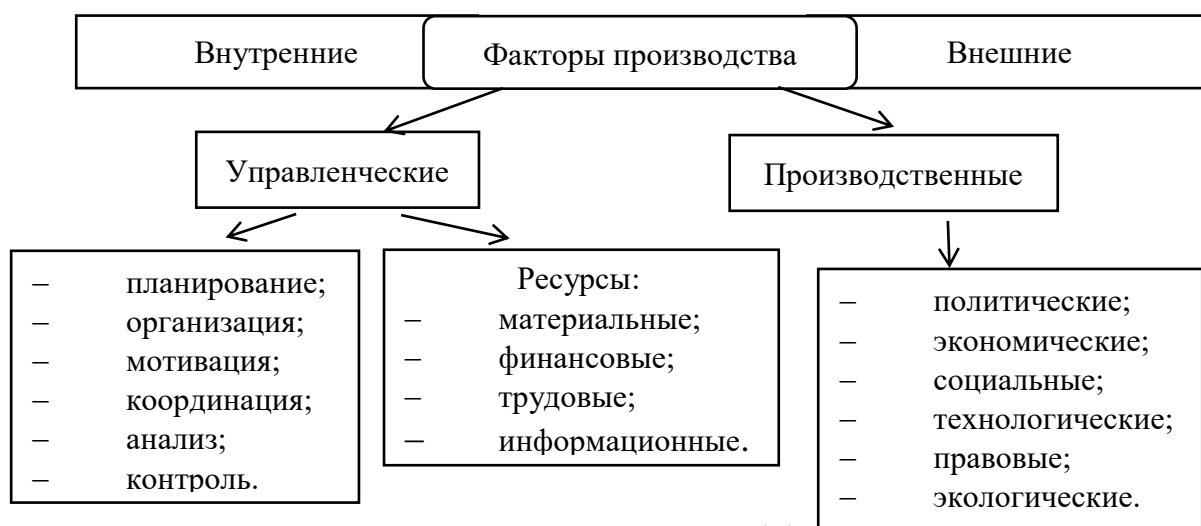 Внутренние
Факторы производства
Внешние
Управленческие
Производственные
– планирование;
– организация;
– мотивация;
– координация;
– анализ;
– контроль.
Ресурсы:
– материальные;
– финансовые;
– трудовые;
– информационные.
– политические;
– экономические;
– социальные;
– технологические;
– правовые;
– экологические.